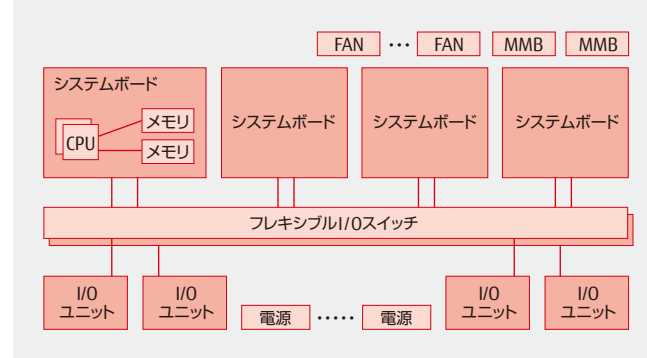 FAN ・・・ FAN MMB MMB
システムボード
CPU
メモリ
メモリ
システムボード
システムボード
システムボード
フレキシブルI/Oスイッチ
I/O
ユニット
I/O
ユニット
電源 ・・・・・ 電源
I/O
ユニット
I/O
ユニット